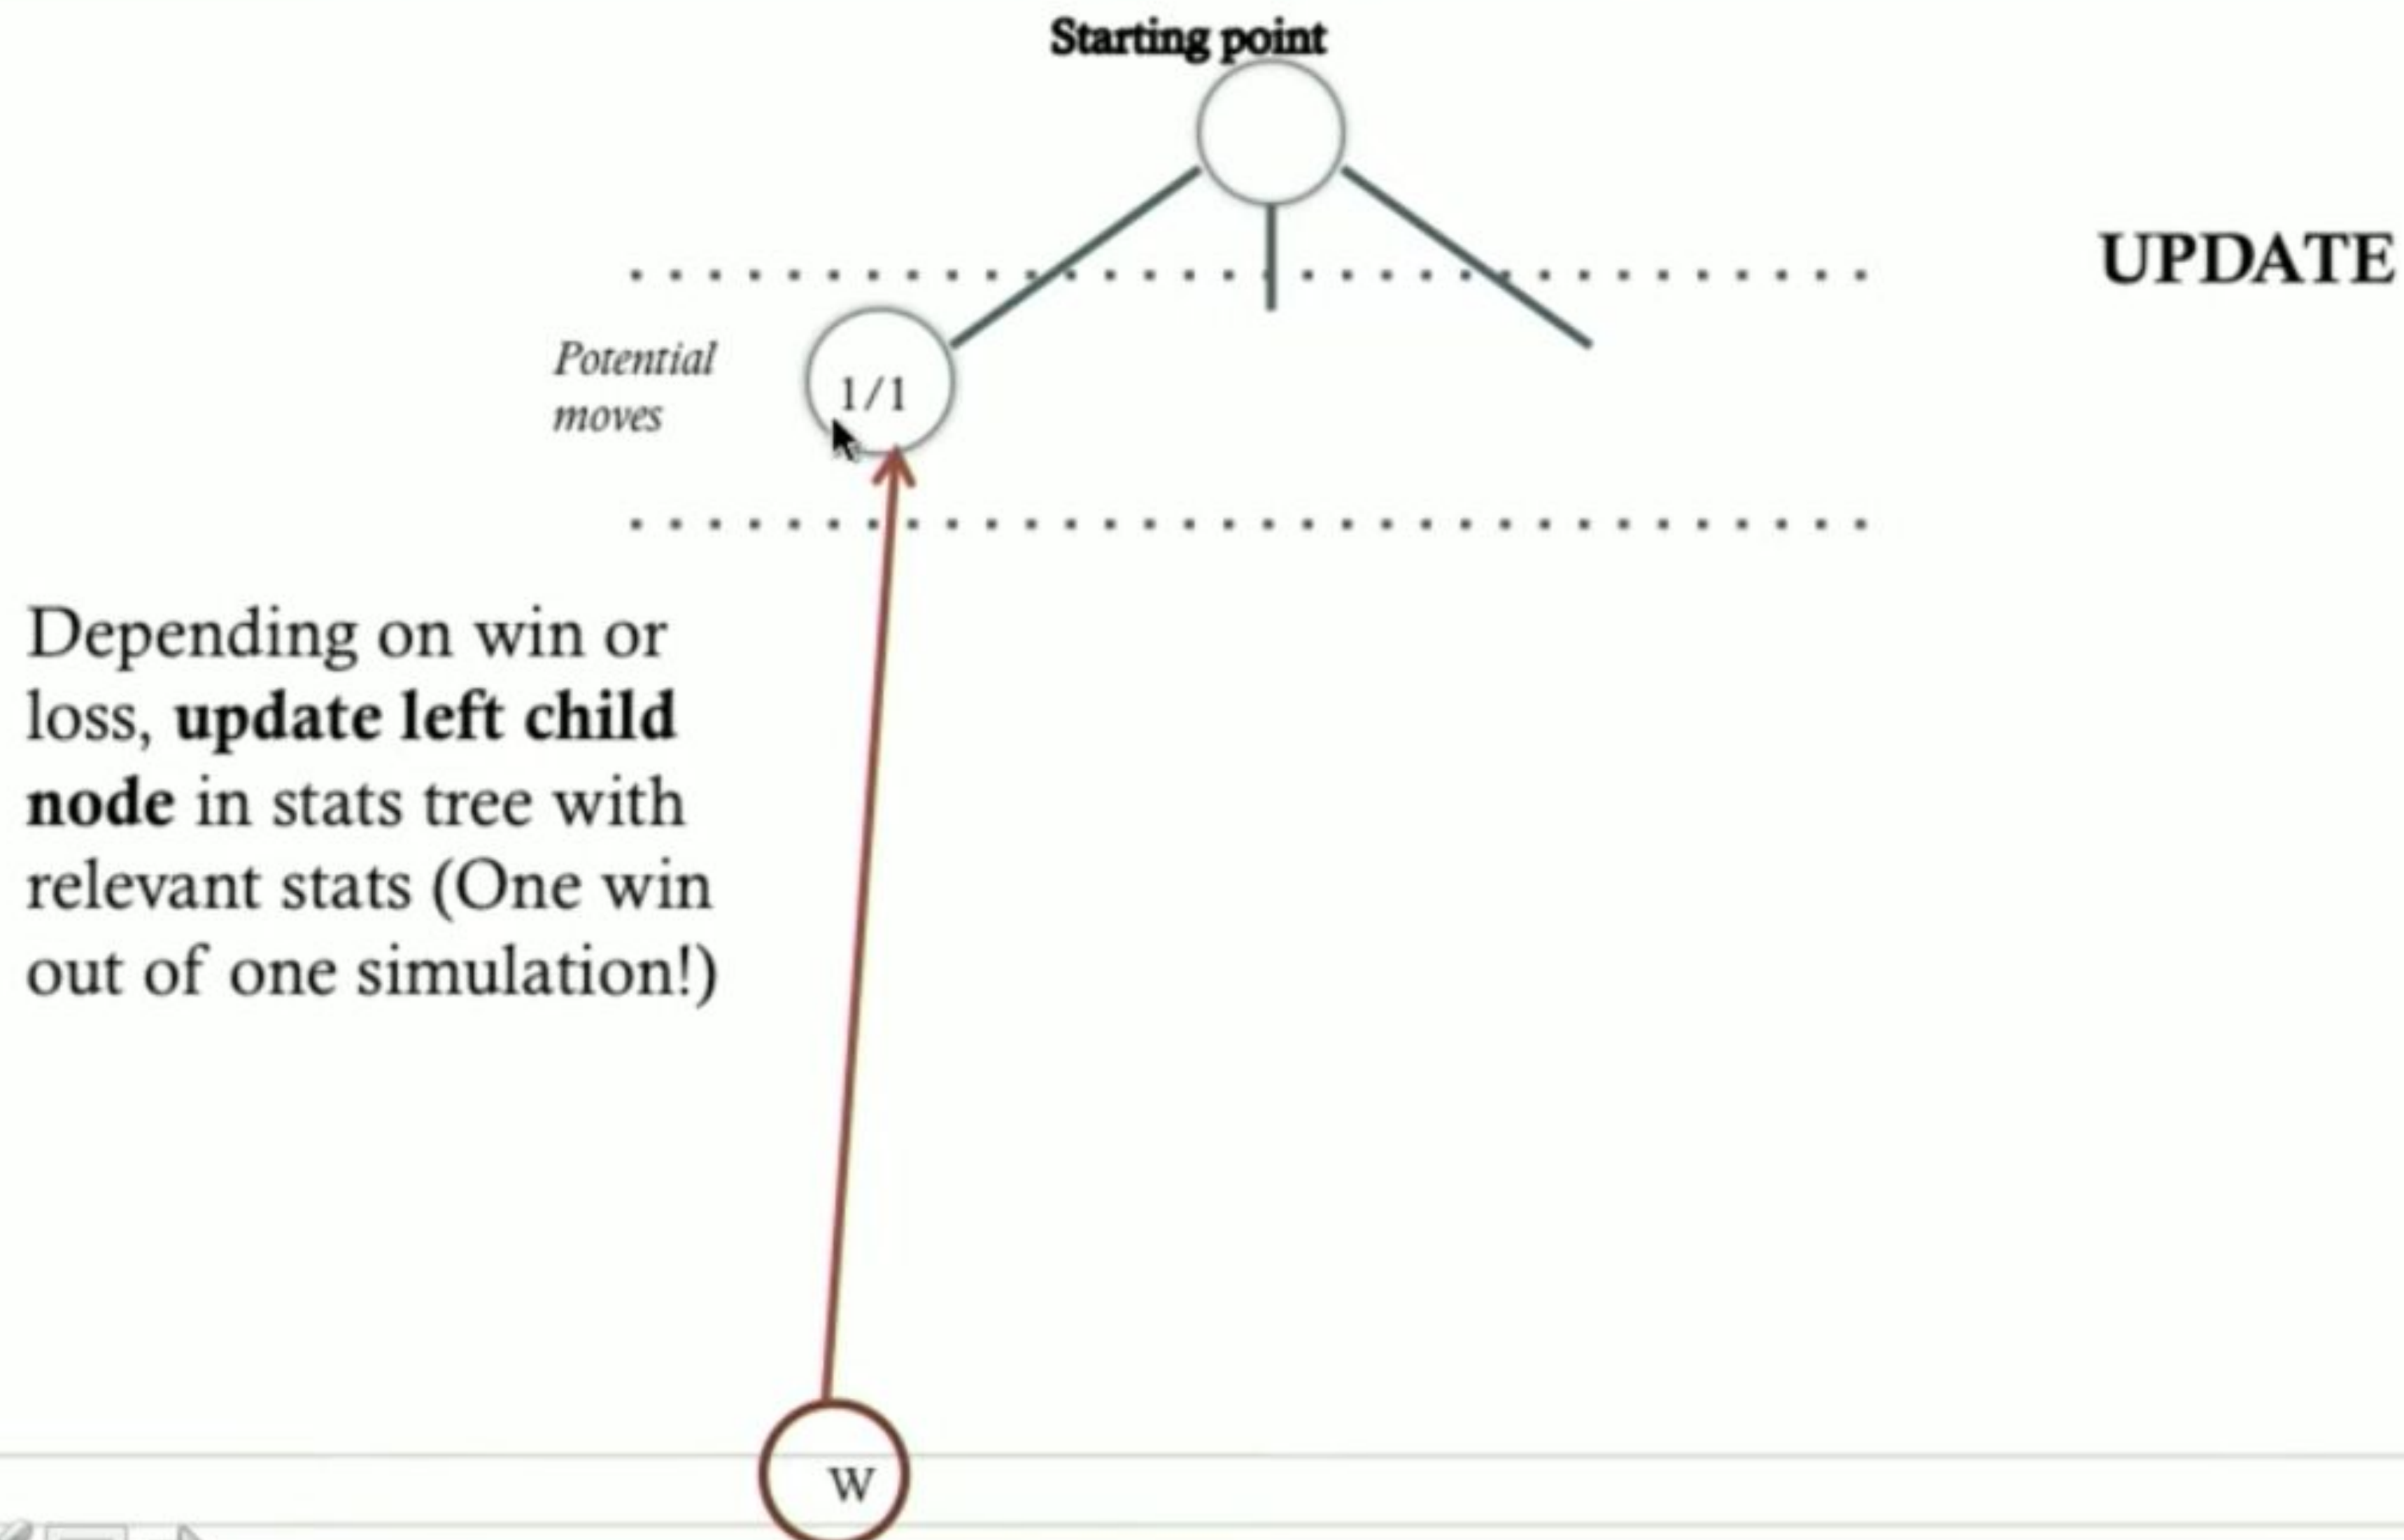 Starting point
UPDATE
Potential
moves
1/1
Depending on win or
loss, update left child
node in stats tree with
relevant stats (One win
out of one simulation!)
W